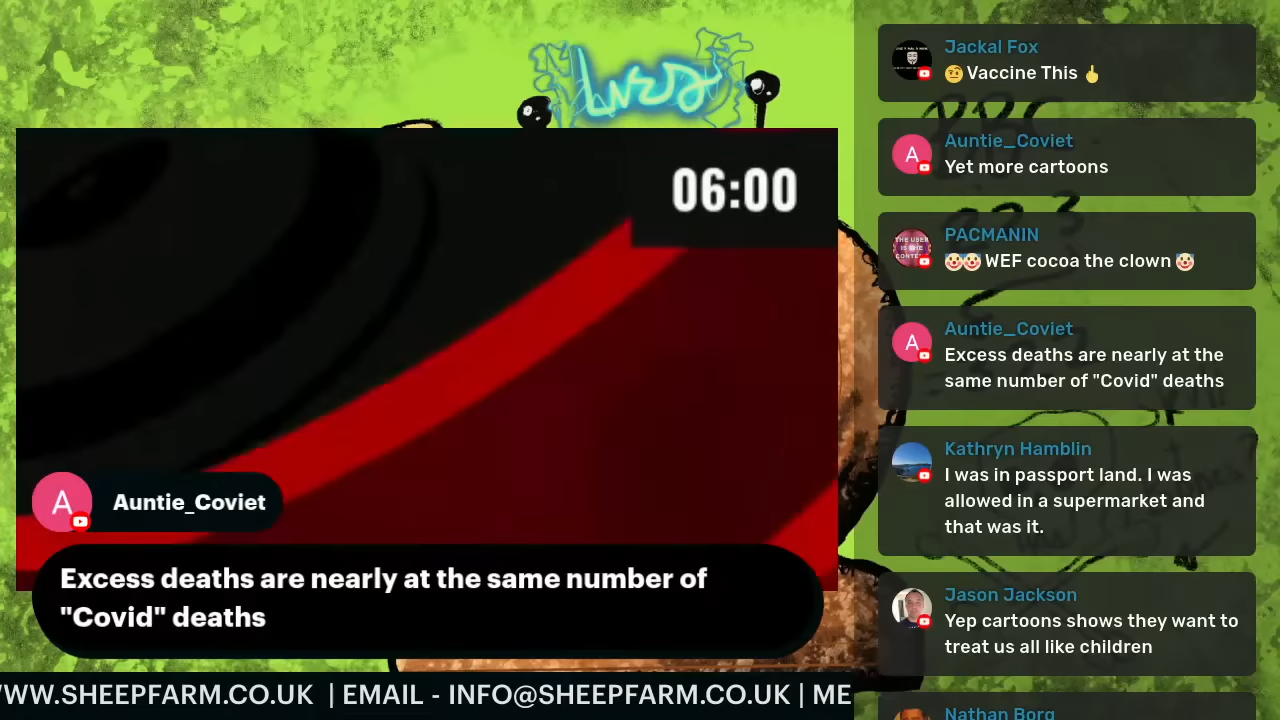 06:00
Auntie_Coviet
Excess deaths are nearly at the same number of
"Covid" deaths
WWW.SHEEPFARM.CO.UK | EMAIL - INFO@SHEEPFARM.CO.UK | ME
Jackal Fox
🤨Vaccine This 🖕
Auntie_Coviet
Yet more cartoons
PACMANIN
🤡🤡 WEF cocoa the clown 🤡
Auntie_Coviet
Excess deaths are nearly at the
same number of "Covid" deaths
Kathryn Hamblin
I was in passport land. I was
allowed in a supermarket and
that was it.
Jason Jackson
Yep cartoons shows they want to
treat us all like children
Nathan Borg